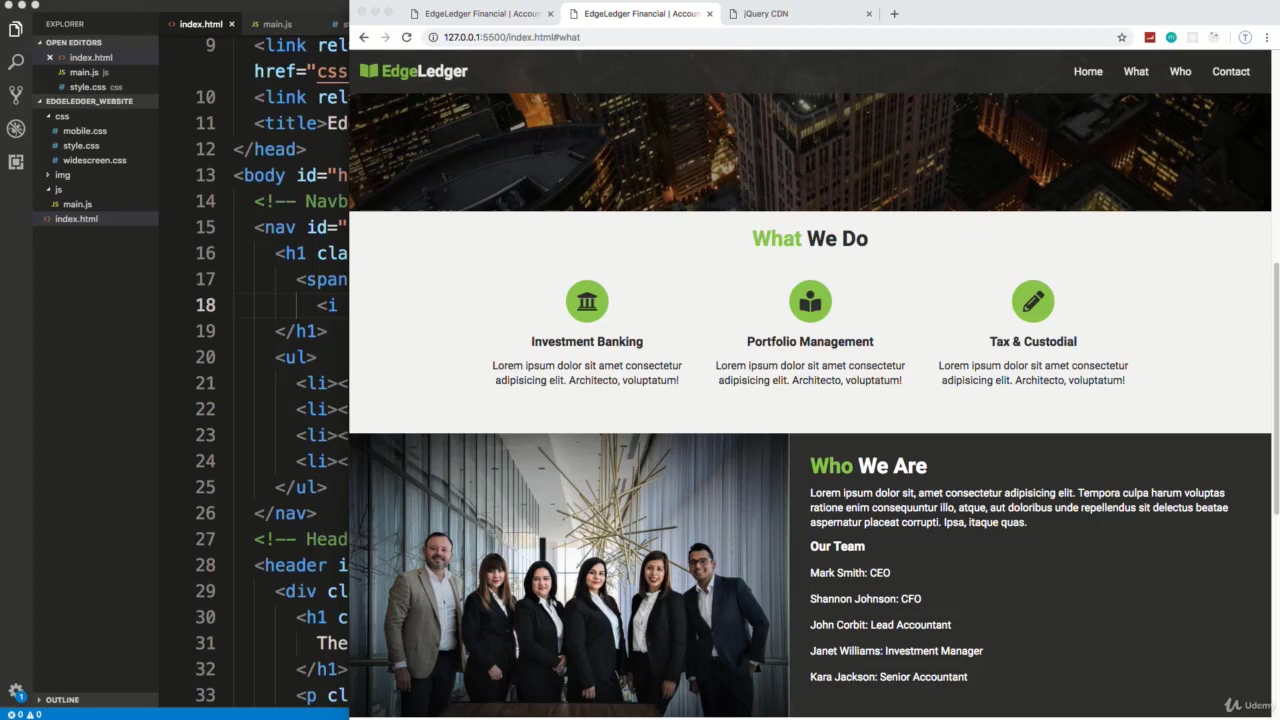 EXPLORER
OPEN EDITORS
index.html
main.js js
style.css css
EDGELEDGER_WEBSITE
css
mobile.css
style.css
widescreen.css
img
js
main.js
index.html
OUTLINE
0 0
1
index.html
main.js
9 <link rel
href="css
10 <link rel
11 <title>Ed
12 </head>
13 <body id="h
14 <!-- Navb
15 <nav id="
16 <h1 cla
17 <span
18 <i
19 </h1>
20 <ul>
21 <li><
22 <li><
23 <li><
24 <li><
25 </ul>
26 </nav>
27 <!-- Head
28 <header i
29 <div cl
30 <h1 c
31 The
32 </h1>
33 <p cl
EdgeLedger Financial | Accoun
EdgeLedger Financial | Accoun
jQuery CDN
127.0.0.1:5500/index.html#what
T
EdgeLedger
Home What Who Contact
What We Do
Investment Banking
Lorem ipsum dolor sit amet consectetur
adipisicing elit. Architecto, voluptatum!
Portfolio Management
Lorem ipsum dolor sit amet consectetur
adipisicing elit. Architecto, voluptatum!
Tax & Custodial
Lorem ipsum dolor sit amet consectetur
adipisicing elit. Architecto, voluptatum!
Who We Are
Lorem ipsum dolor sit, amet consectetur adipisicing elit. Tempora culpa harum voluptas
ratione enim consequuntur illo, atque, aut doloribus unde repellendus sit delectus beatae
aspernatur placeat corrupti. Ipsa, itaque quas.
Our Team
Mark Smith: CEO
Shannon Johnson: CFO
John Corbit: Lead Accountant
Janet Williams: Investment Manager
Kara Jackson: Senior Accountant
Udemy